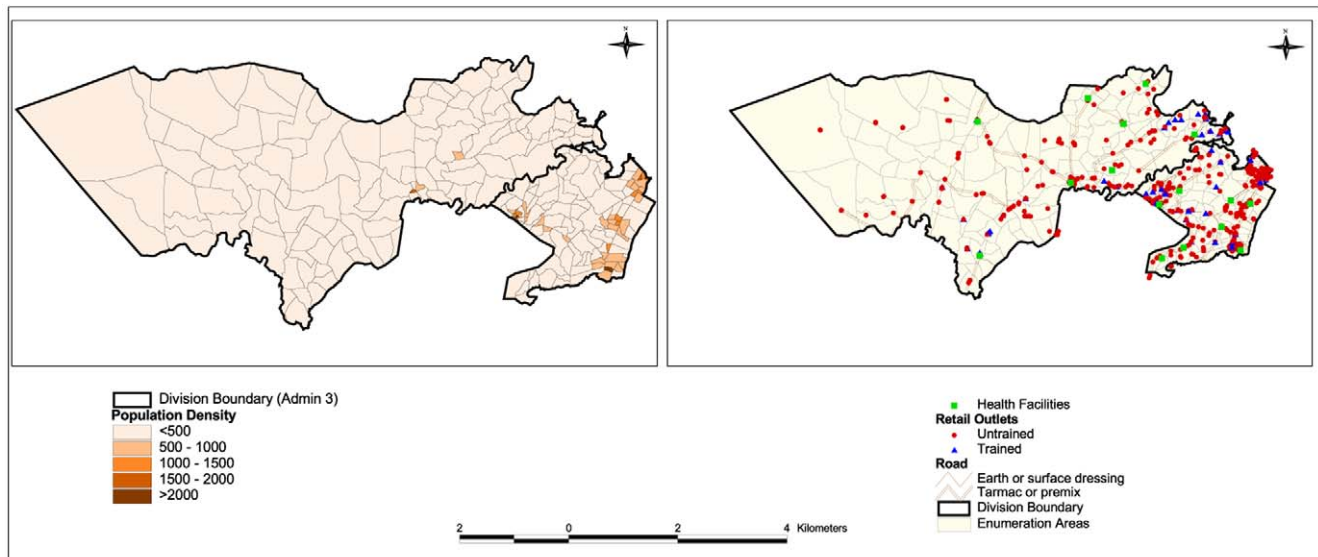 N
N
Division Boundary (Admin 3)
Population Density
<500
500 - 1000
1000 - 1500
1500 - 2000
>2000
Health Facilities
Retail Outlets
Untrained
Trained
Road
Earth or surface dressing
Tarmac or premix
Division Boundary
Enumeration Areas
2 0 2 4 Kilometers